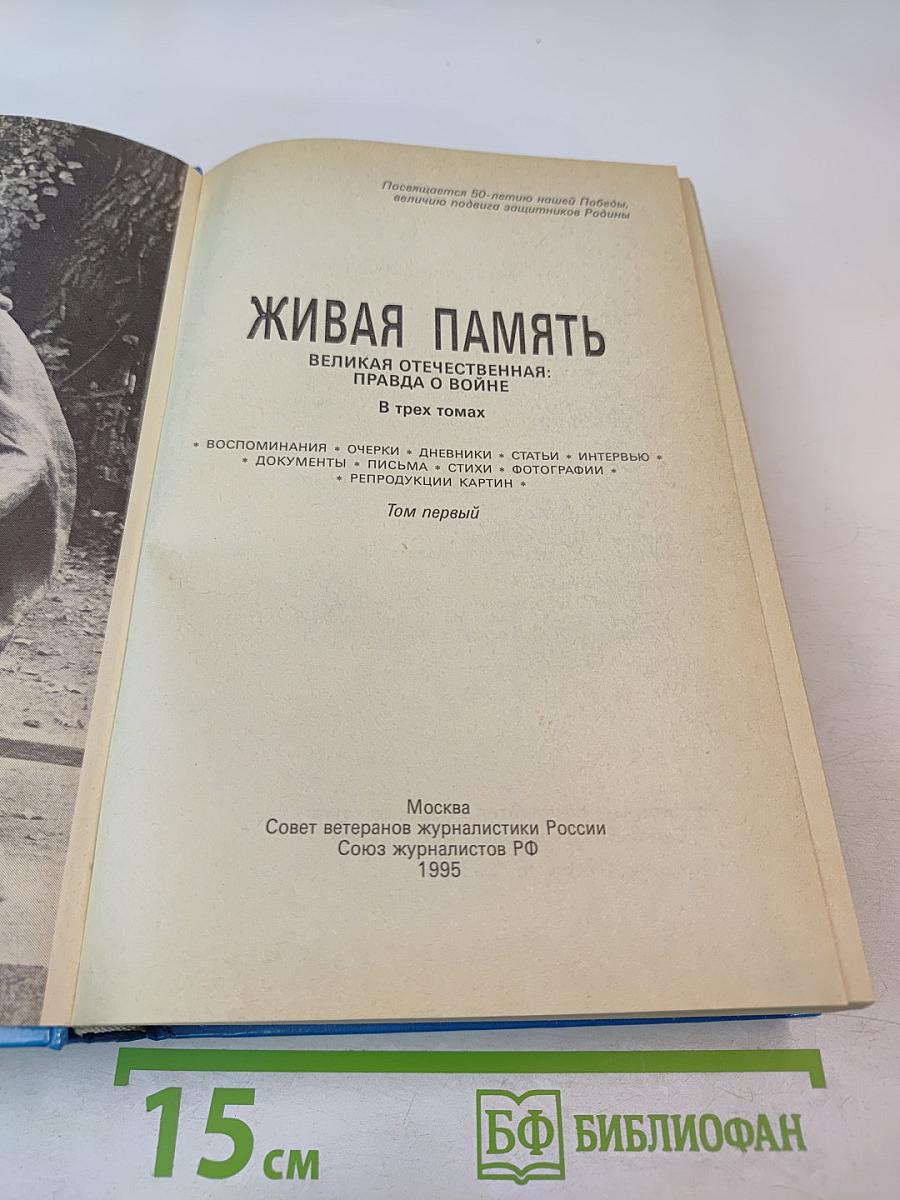 Посвящается 50-летию нашей Победы,
величию подвига защитников Родины
ЖИВАЯ ПАМЯТЬ
ВЕЛИКАЯ ОТЕЧЕСТВЕННАЯ:
ПРАВДА О ВОЙНЕ
В трех томах
* ВОСПОМИНАНИЯ * ОЧЕРКИ * ДНЕВНИКИ * СТАТЬИ * ИНТЕРВЬЮ *
* ДОКУМЕНТЫ * ПИСЬМА * СТИХИ * ФОТОГРАФИИ *
* РЕПРОДУКЦИИ КАРТИН *
Том первый
Москва
Совет ветеранов журналистики России
Союз журналистов РФ
1995
15 см
БФ БИБЛИОФАН